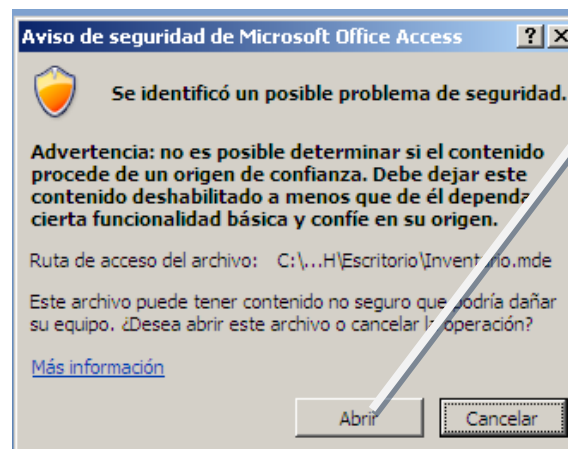 Aviso de seguridad de Microsoft Office Access
Se identificó un posible problema de seguridad.
Advertencia: no es posible determinar si el contenido
procede de un origen de confianza. Debe dejar este
contenido deshabilitado a menos que de él dependa
cierta funcionalidad básica y confíe en su origen.
Ruta de acceso del archivo: C:\...H\Escritorio\Inventario.mde
Este archivo puede tener contenido no seguro que podría dañar
su equipo. ¿Desea abrir este archivo o cancelar la operación?
Más información
Abrir Cancelar